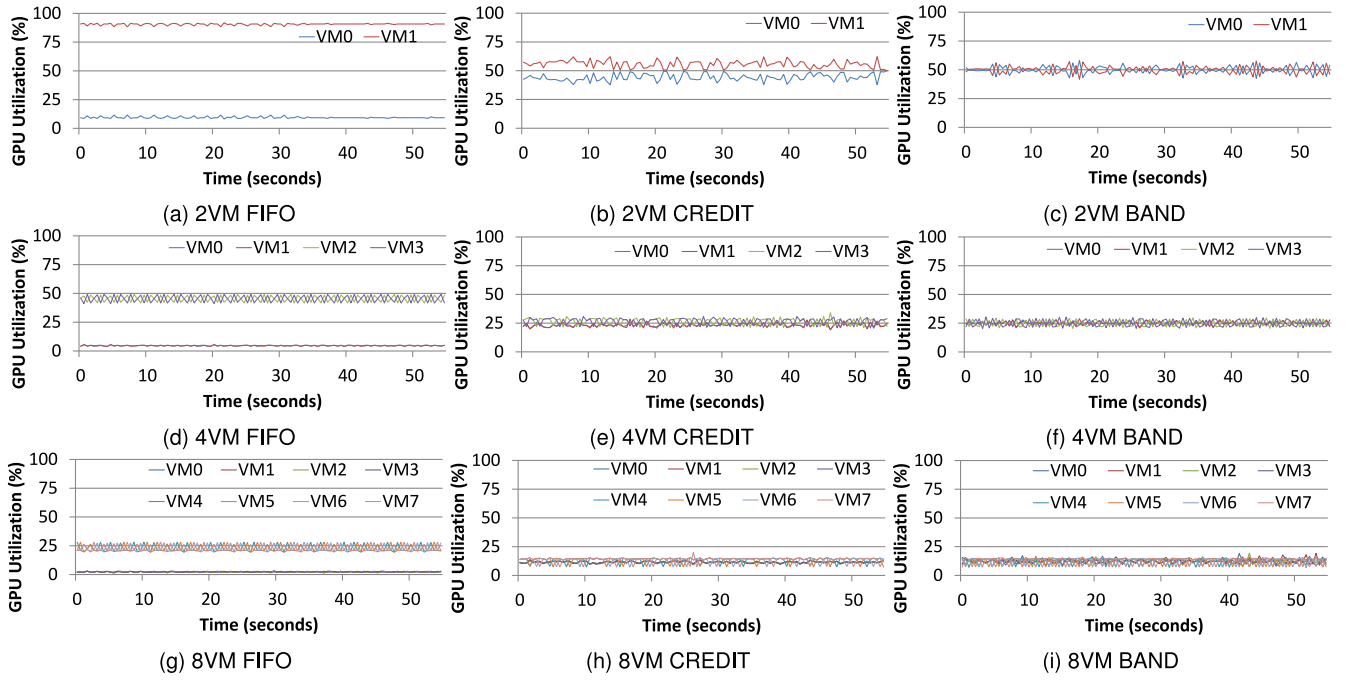 GPU Utilization (%)
100
75
50
25
0
VM0 VM1
0 10 20 30 40 50
Time (seconds)
(a) 2VM FIFO
GPU Utilization (%)
100
75
50
25
0
VM0 VM1
0 10 20 30 40 50
Time (seconds)
(b) 2VM CREDIT
GPU Utilization (%)
100
75
50
25
0
VM0 VM1
0 10 20 30 40 50
Time (seconds)
(c) 2VM BAND
GPU Utilization (%)
100
75
50
25
0
VM0 VM1 VM2 VM3
0 10 20 30 40 50
Time (seconds)
(d) 4VM FIFO
GPU Utilization (%)
100
75
50
25
0
VM0 VM1 VM2 VM3
0 10 20 30 40 50
Time (seconds)
(e) 4VM CREDIT
GPU Utilization (%)
100
75
50
25
0
VM0 VM1 VM2 VM3
0 10 20 30 40 50
Time (seconds)
(f) 4VM BAND
GPU Utilization (%)
100
75
50
25
0
VM0 VM1 VM2 VM3
VM4 VM5 VM6 VM7
0 10 20 30 40 50
Time (seconds)
(g) 8VM FIFO
GPU Utilization (%)
100
75
50
25
0
VM0 VM1 VM2 VM3
VM4 VM5 VM6 VM7
0 10 20 30 40 50
Time (seconds)
(h) 8VM CREDIT
GPU Utilization (%)
100
75
50
25
0
VM0 VM1 VM2 VM3
VM4 VM5 VM6 VM7
0 10 20 30 40 50
Time (seconds)
(i) 8VM BAND